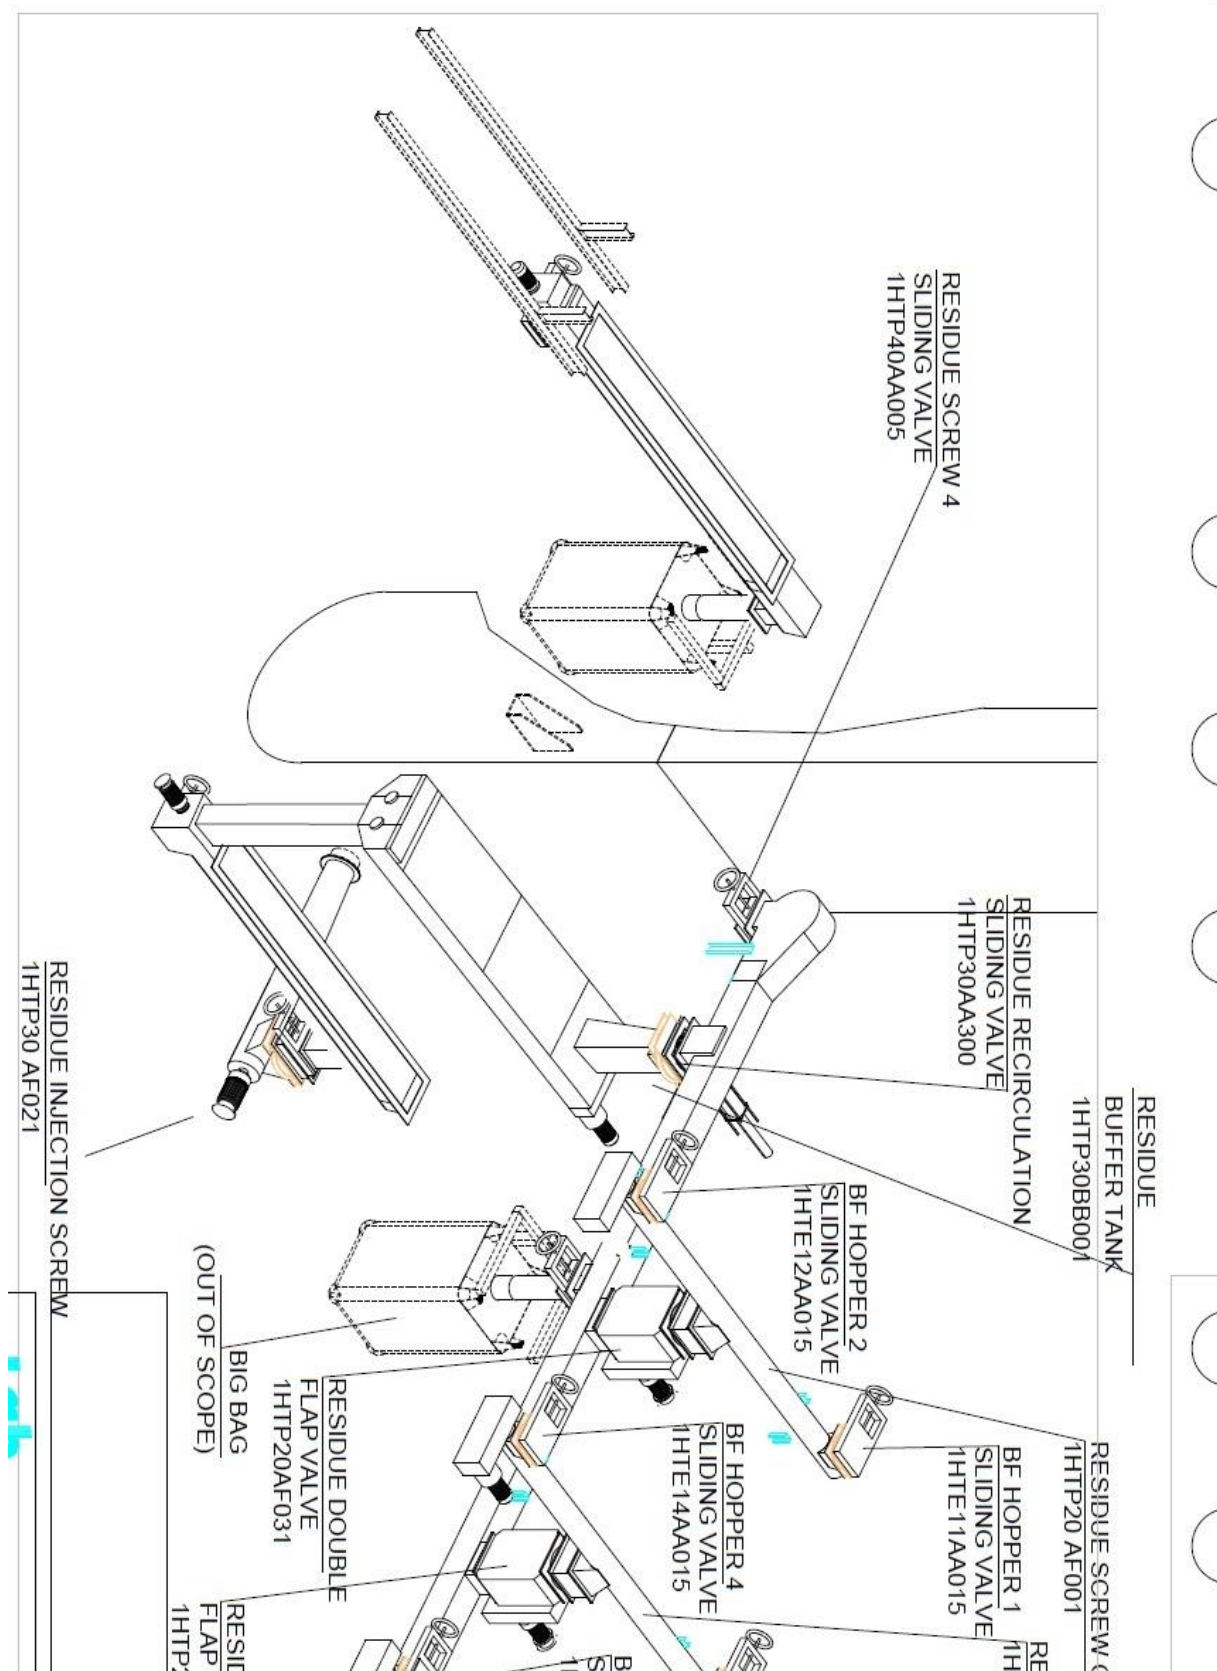 RESIDUE SCREW 4
SLIDING VALVE
1HTP40AA005
RESIDUE RECIRCULATION
SLIDING VALVE
1HTP30AA300
RESIDUE
BUFFER TANK
1HTP30BB001
RESIDUE INJECTION SCREW
1HTP30 AF021
BF HOPPER 2
SLIDING VALVE
1HTE12AA015
BIG BAG
(OUT OF SCOPE)
RESIDUE DOUBLE
FLAP VALVE
1HTP20AF031
BF HOPPER 4
SLIDING VALVE
1HTE14AA015
BF HOPPER 1
SLIDING VALVE
1HTE11AA015
RESIDUE SCREW
1HTP20 AF001
FLAP